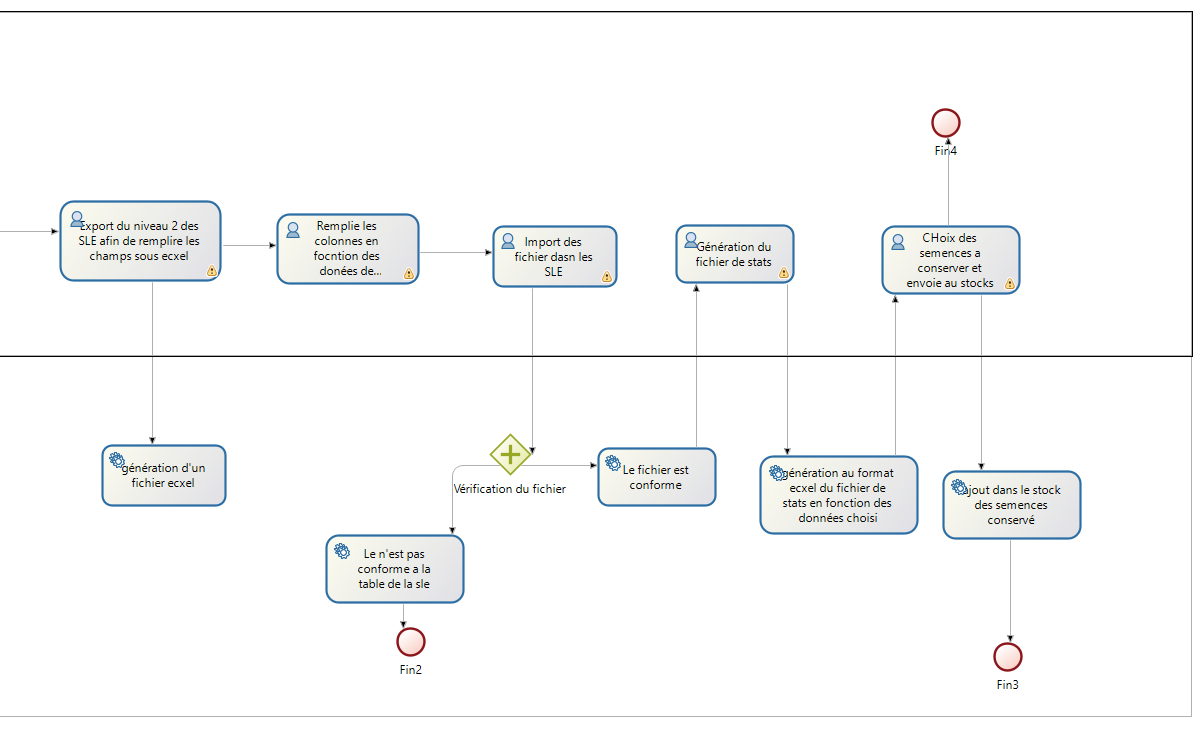 Fin4
Export du niveau 2 des
SLE afin de remplire les
champs sous ecxel
Remplie les
colonnes en
focntion des
donées de...
Import des
fichier dasn les
SLE
Génération du
fichier de stats
CHoix des
semences a
conserver et
envoie au stocks
génération d'un
fichier ecxel
Vérification du fichier
Le fichier est
conforme
génération au format
ecxel du fichier de
stats en fonction des
données choisi
Ajout dans le stock
des semences
conservé
Le n'est pas
conforme a la
table de la sle
Fin2
Fin3